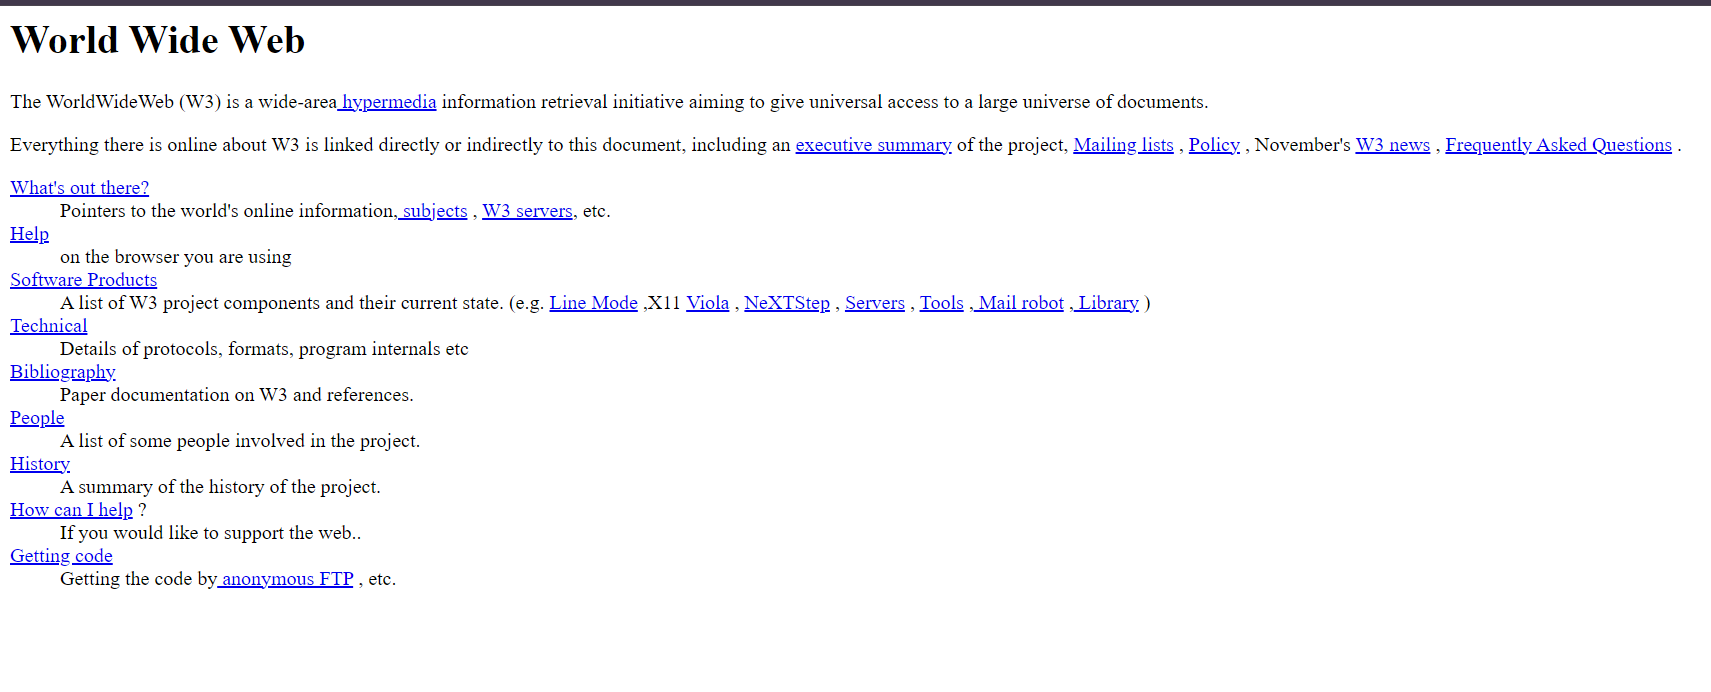 World Wide Web
The WorldWideWeb (W3) is a wide-area hypermedia information retrieval initiative aiming to give universal access to a large universe of documents.
Everything there is online about W3 is linked directly or indirectly to this document, including an executive summary of the project, Mailing lists , Policy , November's W3 news , Frequently Asked Questions .
What's out there?
Pointers to the world's online information, subjects , W3 servers, etc.
Help
on the browser you are using
Software Products
A list of W3 project components and their current state. (e.g. Line Mode ,X11 Viola , NeXTStep , Servers , Tools , Mail robot , Library )
Technical
Details of protocols, formats, program internals etc
Bibliography
Paper documentation on W3 and references.
People
A list of some people involved in the project.
History
A summary of the history of the project.
How can I help ?
If you would like to support the web..
Getting code
Getting the code by anonymous FTP , etc.